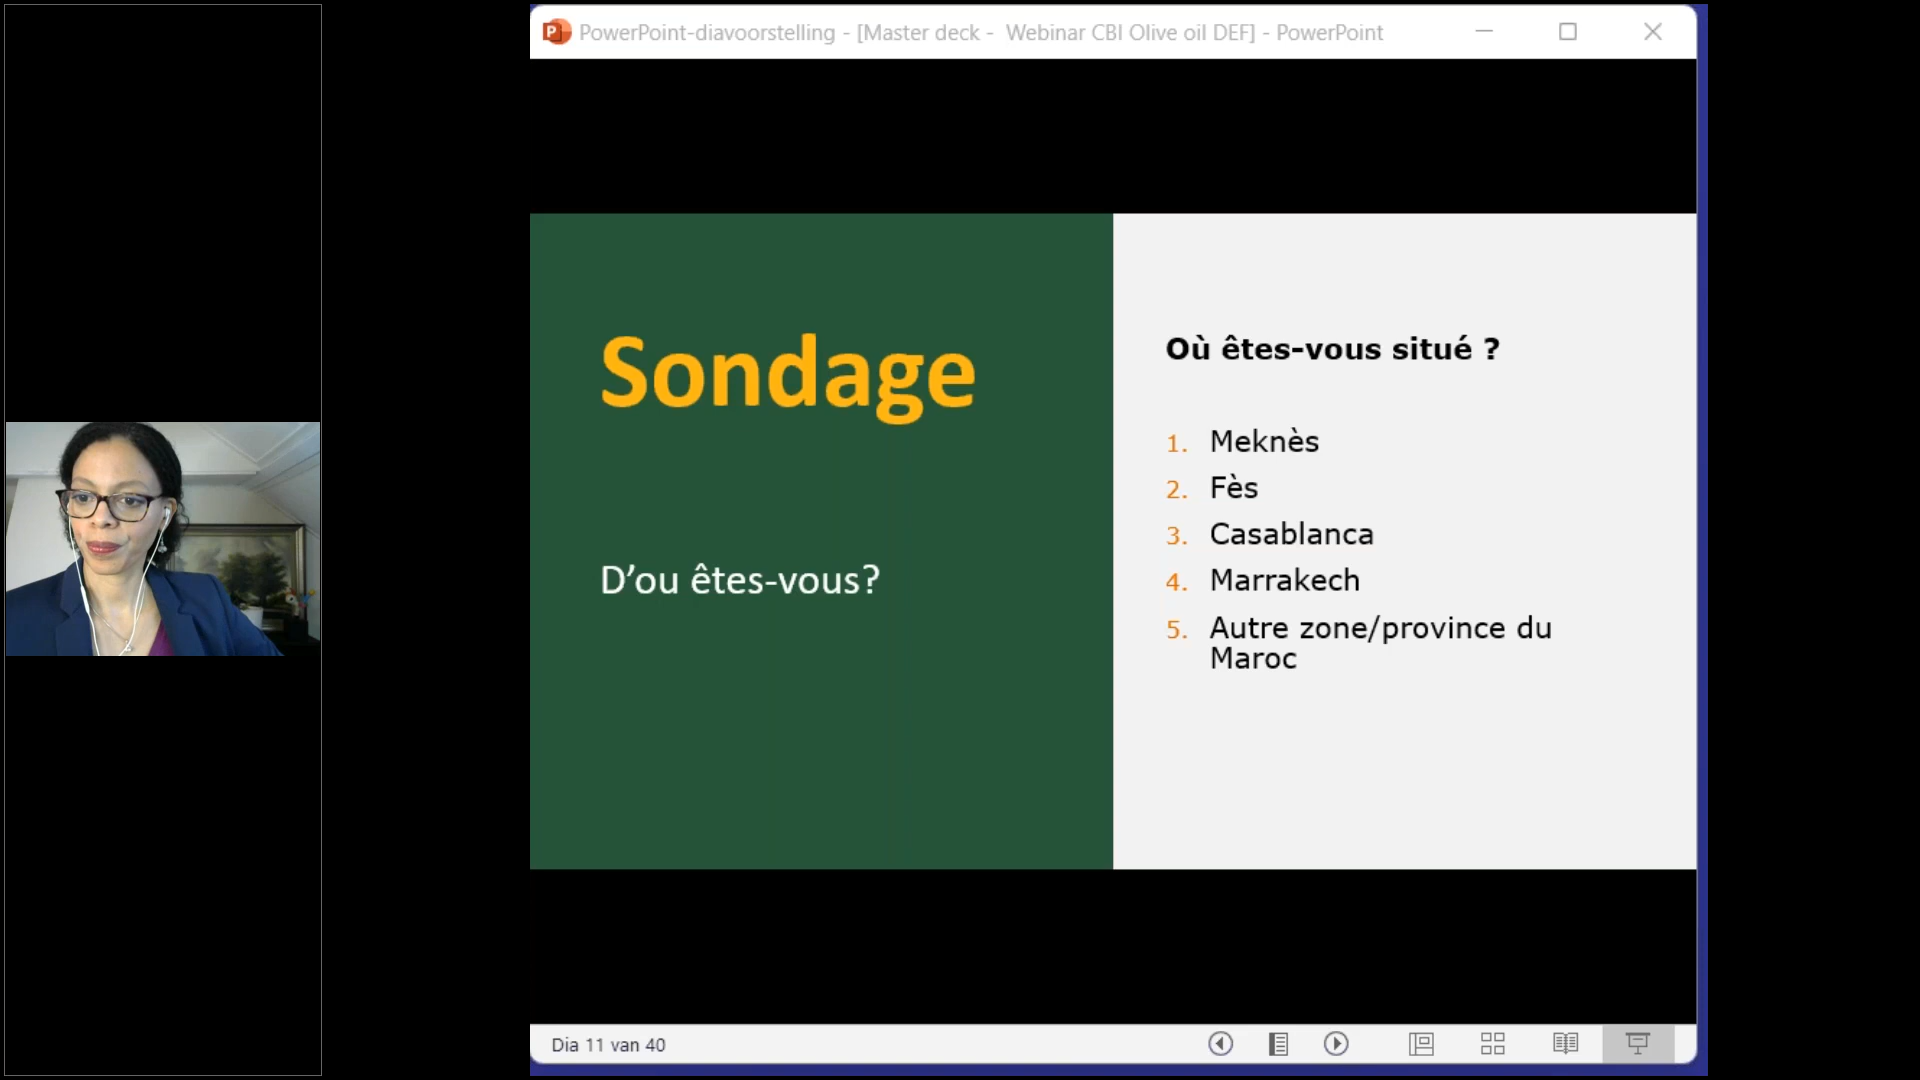 PowerPoint-diavoorstelling - [Master deck -  Webinar CBI Olive oil DEF] - PowerPoint
Sondage
D’ou êtes-vous?
Où êtes-vous situé ?
1. Meknès
2. Fès
3. Casablanca
4. Marrakech
5. Autre zone/province du
Maroc
Dia 11 van 40